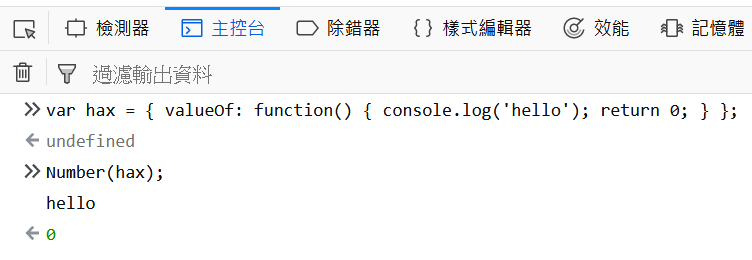 檢測器 主控台 除錯器 {} 樣式編輯器 效能 記憶體
過濾輸出資料
>> var hax = { valueOf: function() { console.log('hello'); return 0; } };
← undefined
>> Number(hax);
hello
← 0